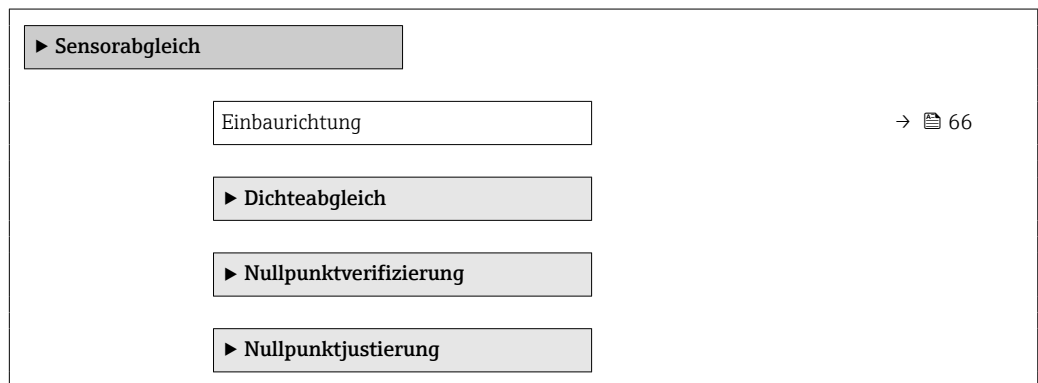 ▶ Sensorabgleich
Einbaurichtung → 66
▶ Dichteabgleich
▶ Nullpunktverifizierung
▶ Nullpunktjustierung